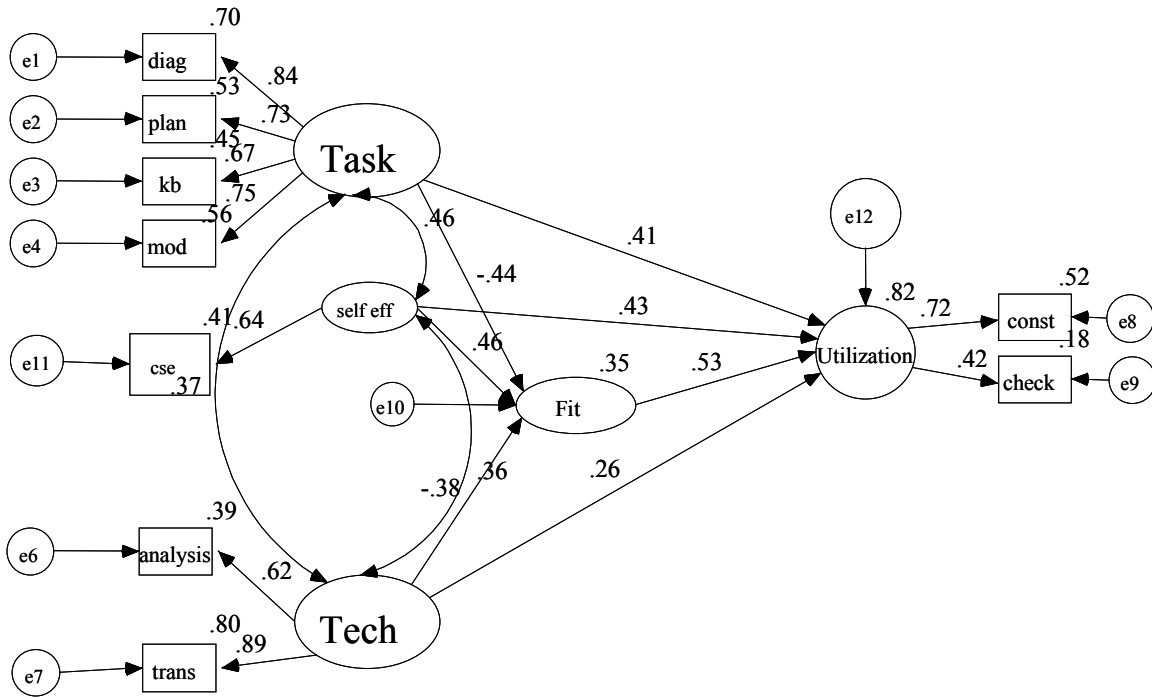 .70
e1
diag
.84
.53
e2
plan
.73
.45
.67
e3
kb
Task
.75
.56
e4
mod
.46
e12
.41
-.44
.82
.52
.41
.64
self eff
.43
.72
const
e8
e11
cse
.46
.18
.37
.35
.53
Utilization
.42
check
e9
e10
Fit
.36
.26
-.38
.39
e6
analysis
.62
Tech
.80
.89
e7
trans